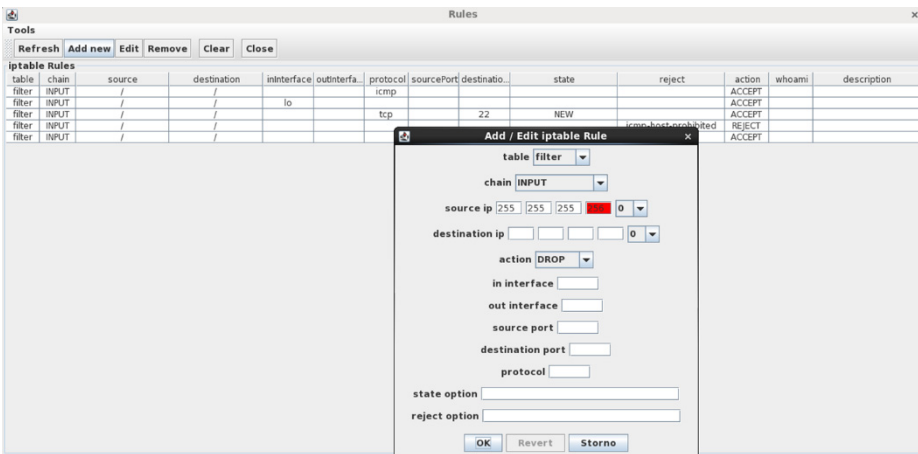 Rules
Tools
Refresh Add new Edit Remove Clear Close
iptable Rules
table chain source destination inInterface outInterfa... protocol sourcePort destinatio... state reject action whoami description
filter INPUT / / icmp ACCEPT
filter INPUT / / lo ACCEPT
filter INPUT / / tcp 22 NEW ACCEPT
filter INPUT / / icmp-host-prohibited REJECT
filter INPUT / / ACCEPT
Add / Edit iptable Rule
table filter
chain INPUT
source ip 255 255 255 0
destination ip 0
action DROP
in interface
out interface
source port
destination port
protocol
state option
reject option
OK Revert Storno